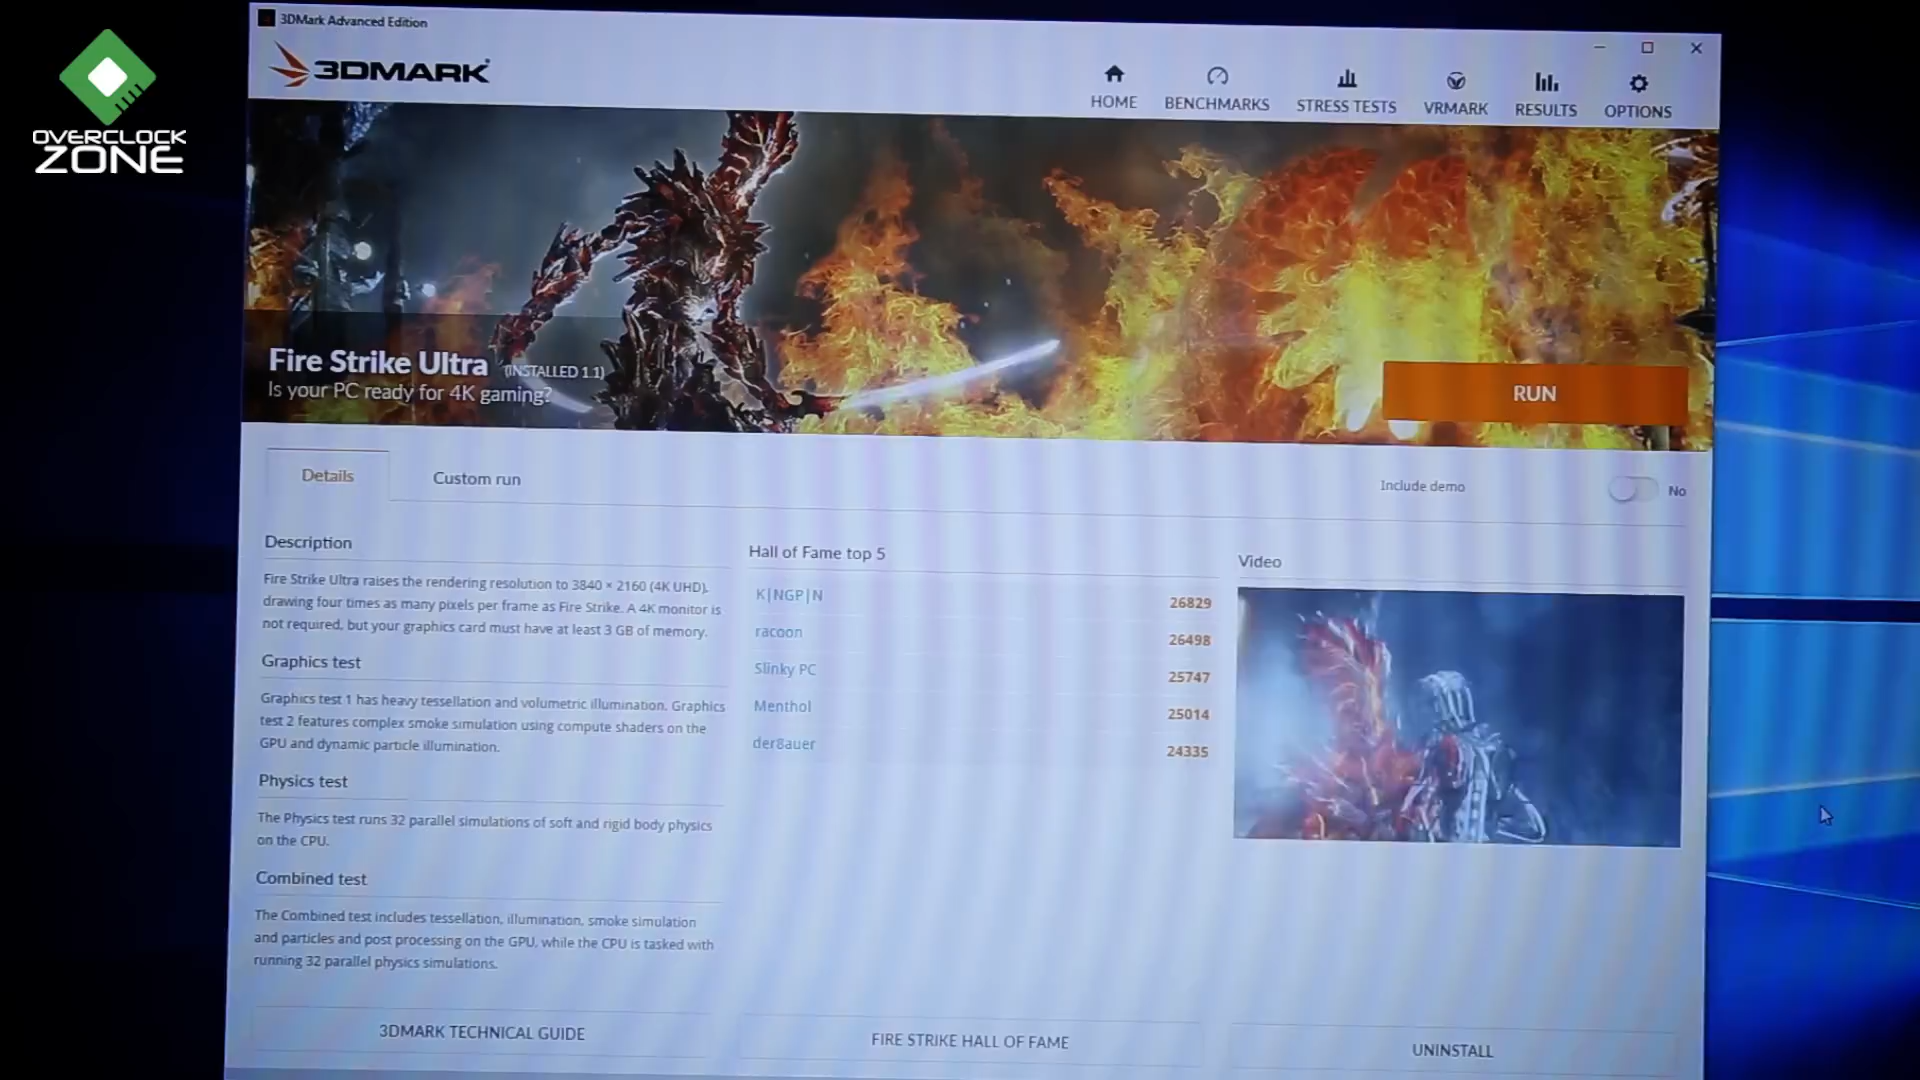 3DMark Advanced Edition
OVERCLOCK
ZONE
3DMARK
HOME
BENCHMARKS
STRESS TESTS
VRMARK
RESULTS
OPTIONS
Fire Strike Ultra (INSTALLED 1.1)
Is your PC ready for 4K gaming?
RUN
Details
Custom run
Include demo
No
Description
Fire Strike Ultra raises the rendering resolution to 3840 × 2160 (4K UHD),
drawing four times as many pixels per frame as Fire Strike. A 4K monitor is
not required, but your graphics card must have at least 3 GB of memory.
Graphics test
Graphics test 1 has heavy tessellation and volumetric illumination. Graphics
test 2 features complex smoke simulation using compute shaders on the
GPU and dynamic particle illumination.
Physics test
The Physics test runs 32 parallel simulations of soft and rigid body physics
on the CPU.
Combined test
The Combined test includes tessellation, illumination, smoke simulation
and particles and post processing on the GPU, while the CPU is tasked with
running 32 parallel physics simulations.
Hall of Fame top 5
K|NGP|N 26829
racoon 26498
Slinky PC 25747
Menthol 25014
der8auer 24335
Video
3DMARK TECHNICAL GUIDE
FIRE STRIKE HALL OF FAME
UNINSTALL